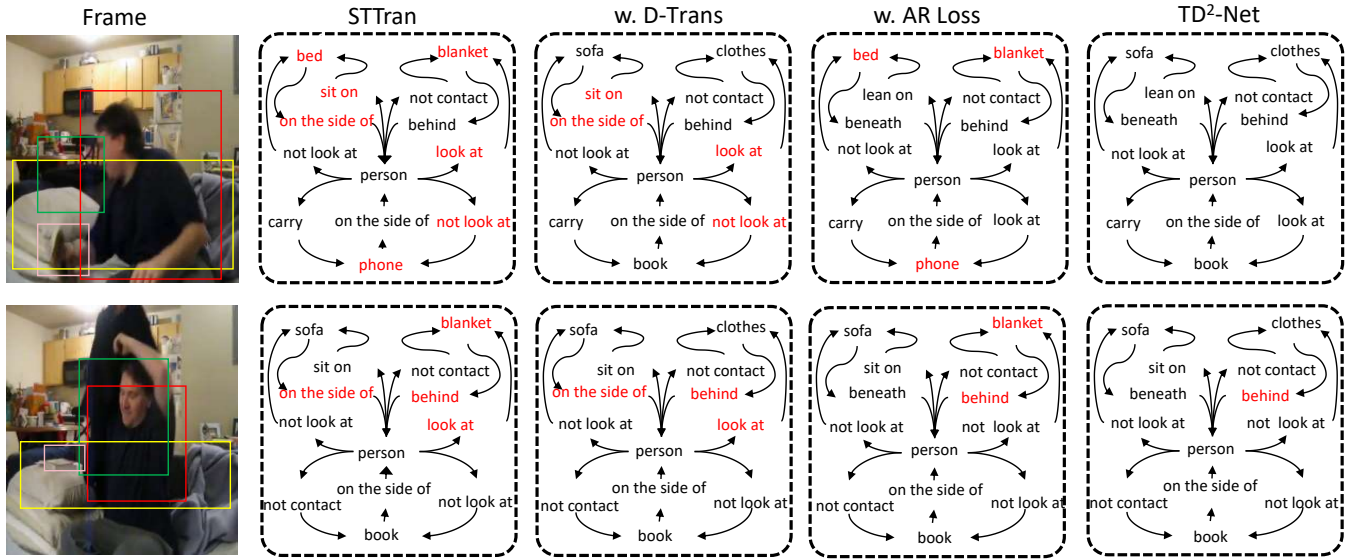 Frame
STTran
w. D-Trans
w. AR Loss
TD²-Net
bed
blanket
sit on
not contact
on the side of
behind
not look at
look at
person
carry
on the side of
not look at
phone
sofa
clothes
sit on
not contact
on the side of
behind
not look at
look at
person
carry
on the side of
not look at
book
bed
blanket
lean on
not contact
beneath
behind
not look at
look at
person
carry
on the side of
look at
phone
sofa
clothes
lean on
not contact
beneath
behind
not look at
look at
person
carry
on the side of
look at
book
sofa
blanket
sit on
not contact
on the side of
behind
not look at
look at
person
on the side of
not contact
not look at
book
sofa
clothes
sit on
not contact
on the side of
behind
not look at
look at
person
on the side of
not contact
not look at
book
sofa
blanket
sit on
not contact
beneath
behind
not look at
not look at
person
on the side of
not contact
not look at
book
sofa
clothes
sit on
not contact
beneath
behind
not look at
not look at
person
on the side of
not contact
not look at
book